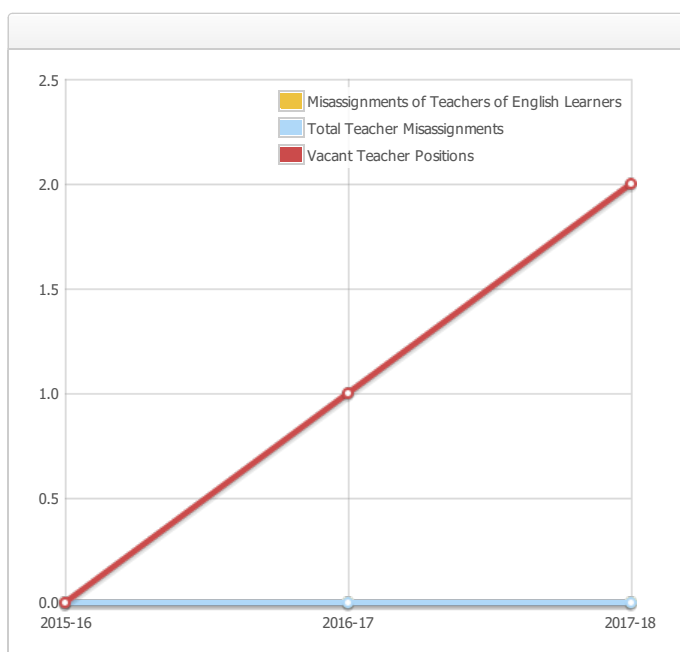 2.5
Misassignments of Teachers of English Learners
Total Teacher Misassignments
Vacant Teacher Positions
2.0
1.5
1.0
0.5
0.0
2015-16 2016-17 2017-18